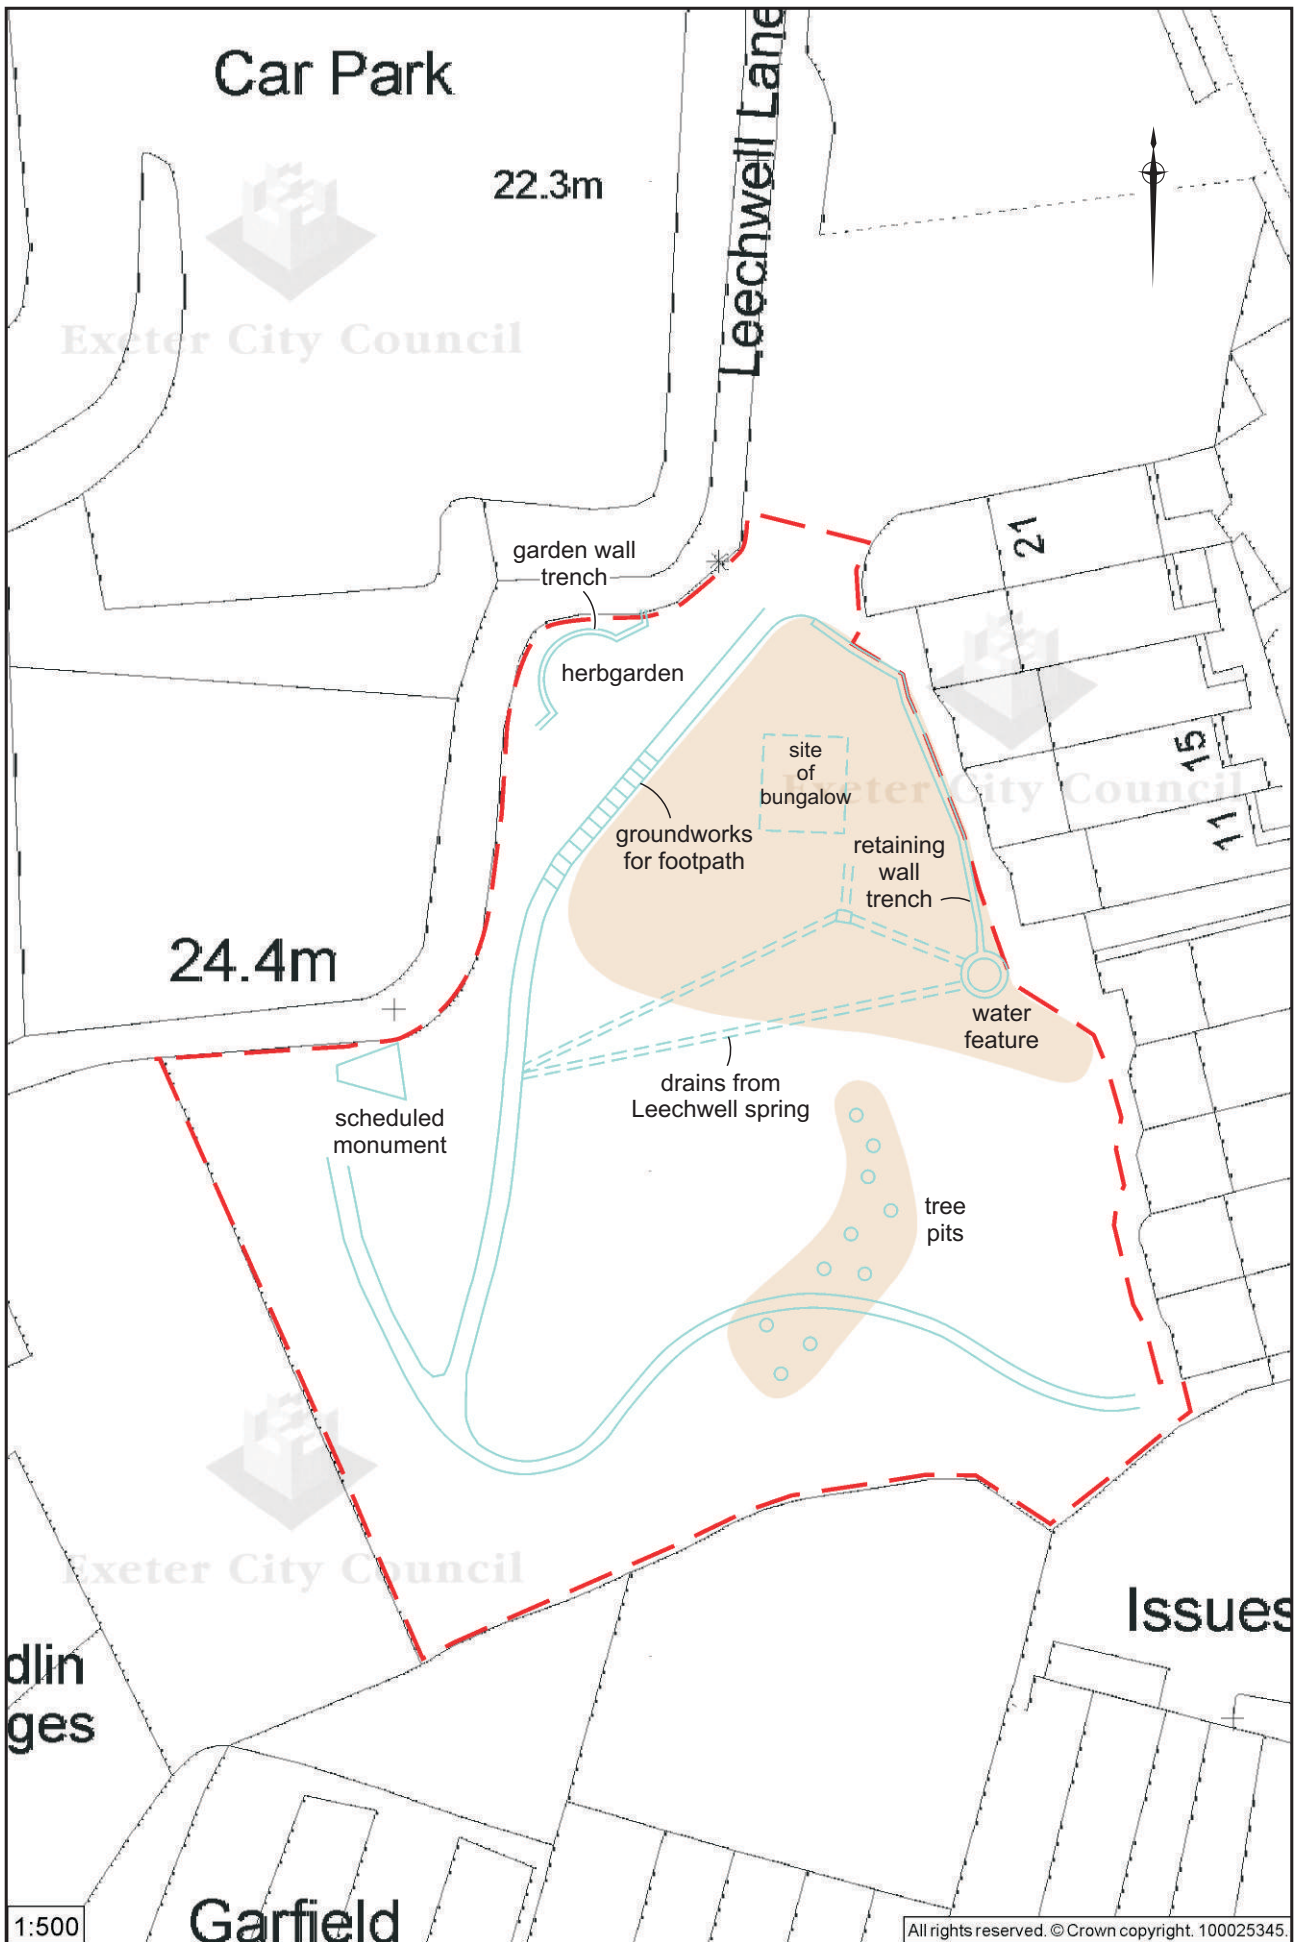 Car Park
22.3m
Leechwell Lane
Exeter City Council
garden wall
trench
21
herbgarden
site
of
bungalow
Exeter City Council
15
11
groundworks
for footpath
retaining
wall
trench
24.4m
water
feature
drains from
Leechwell spring
scheduled
monument
tree
pits
Exeter City Council
Issues
dlin
ges
Garfield
1:500
All rights reserved. © Crown copyright. 100025345.